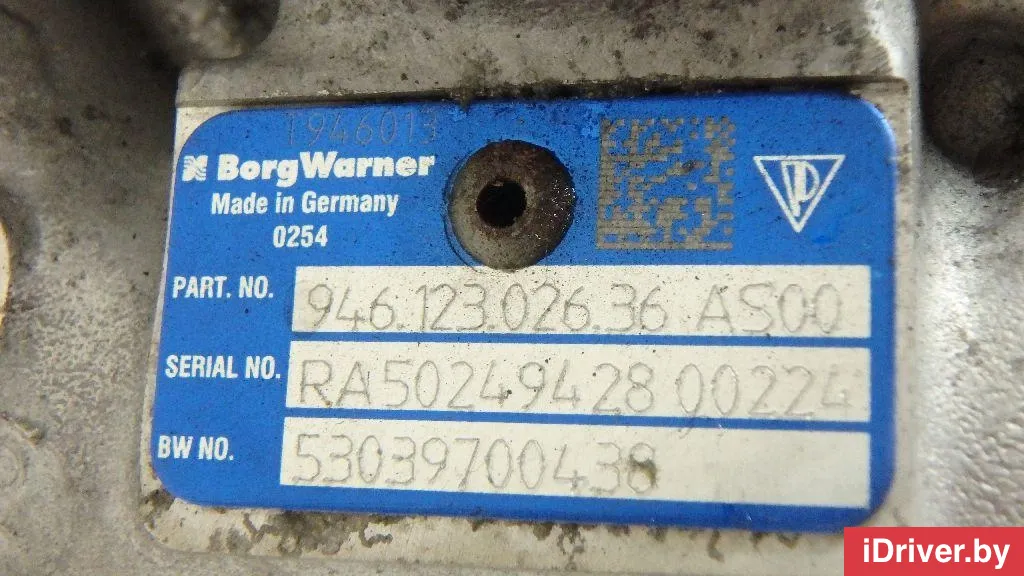 1946013
BorgWarner
Made in Germany
0254
PART. NO. 946.123.026.36 AS00
SERIAL NO. RA50249428 00224
BW NO. 53039700438
iDriver.by